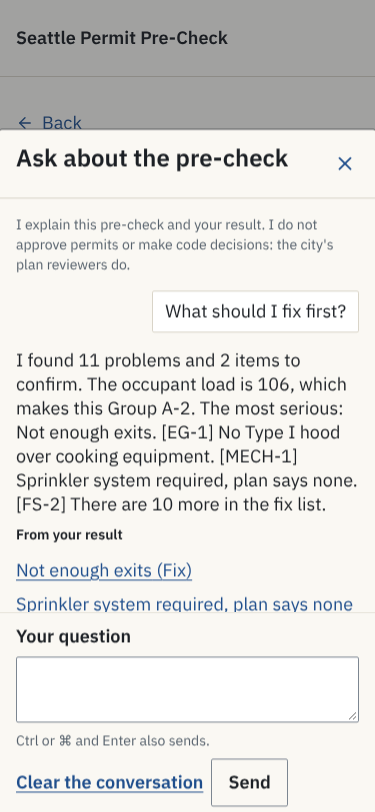 Seattle Permit Pre-Check
← Back
Ask about the pre-check
×
I explain this pre-check and your result. I do not
approve permits or make code decisions: the city's
plan reviewers do.
What should I fix first?
I found 11 problems and 2 items to
confirm. The occupant load is 106, which
makes this Group A-2. The most serious:
Not enough exits. [EG-1] No Type I hood
over cooking equipment. [MECH-1]
Sprinkler system required, plan says none.
[FS-2] There are 10 more in the fix list.
From your result
Not enough exits (Fix)
Sprinkler system required, plan says none
Your question
Ctrl or ⌘ and Enter also sends.
Clear the conversation
Send